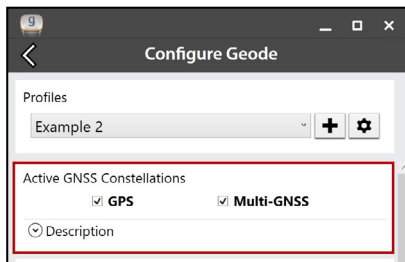 g
Configure Geode
Profiles
Example 2
Active GNSS Constellations
GPS Multi-GNSS
Description